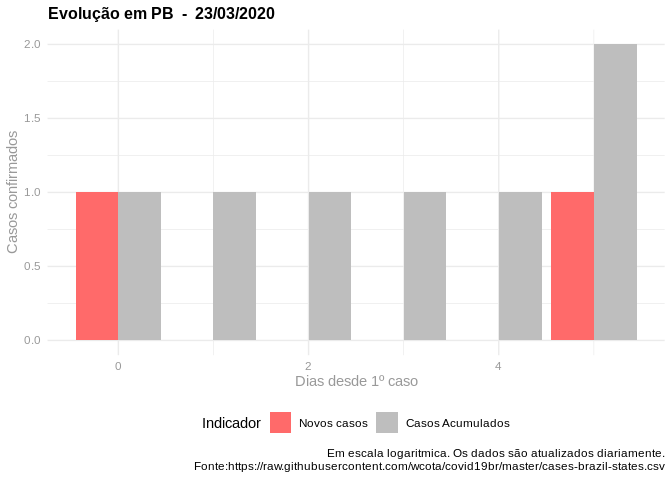 Evolução em PB  -  23/03/2020
Casos confirmados
2.0
1.5
1.0
0.5
0.0
0
2
4
Dias desde 1º caso
Indicador Novos casos Casos Acumulados
Em escala logaritmica. Os dados são atualizados diariamente.
Fonte:https://raw.githubusercontent.com/wcota/covid19br/master/cases-brazil-states.csv